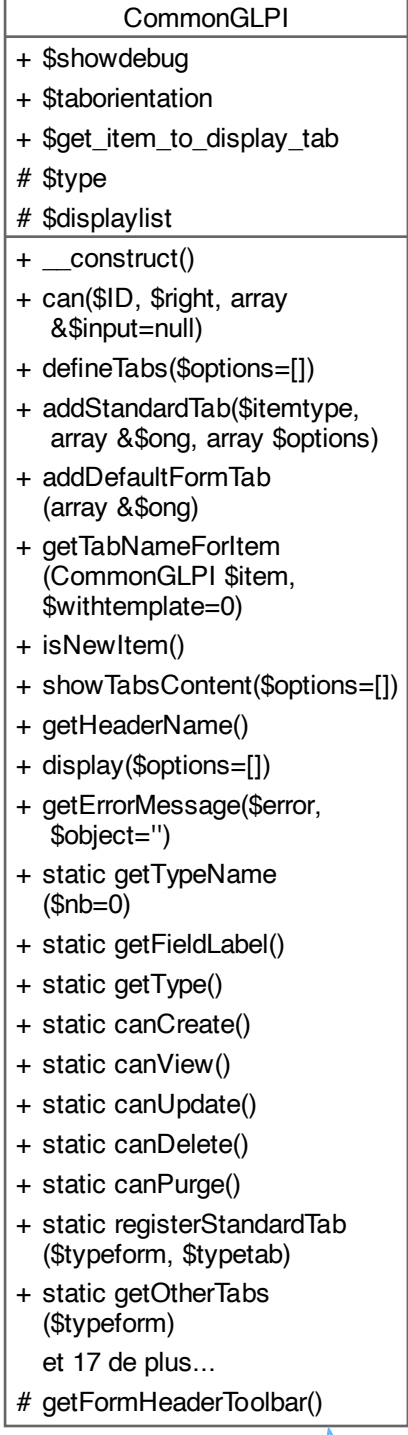 CommonGLPI
+ $showdebug
+ $taborientation
+ $get_item_to_display_tab
# $type
# $displaylist
+ __construct()
+ can($ID, $right, array
&$input=null)
+ defineTabs($options=[])
+ addStandardTab($itemtype,
array &$ong, array $options)
+ addDefaultFormTab
(array &$ong)
+ getTabNameForItem
(CommonGLPI $item,
$withtemplate=0)
+ isNewItem()
+ showTabsContent($options=[])
+ getHeaderName()
+ display($options=[])
+ getErrorMessage($error,
$object='')
+ static getTypeName
($nb=0)
+ static getFieldLabel()
+ static getType()
+ static canCreate()
+ static canView()
+ static canUpdate()
+ static canDelete()
+ static canPurge()
+ static registerStandardTab
($typeform, $typetab)
+ static getOtherTabs
($typeform)
et 17 de plus...
# getFormHeaderToolbar()